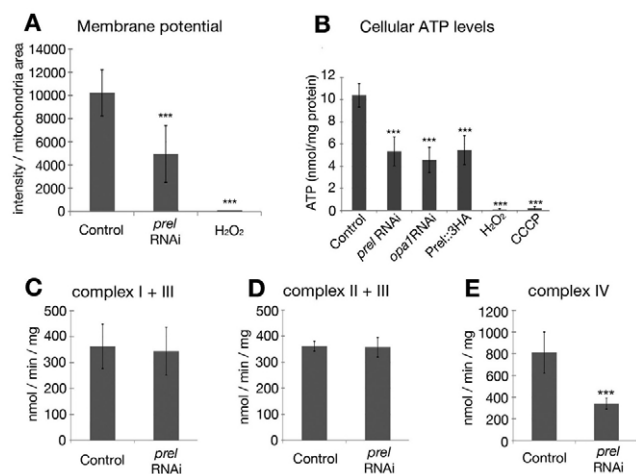 A Membrane potential
intensity / mitochondria area
14000
12000
10000
8000
6000
4000
2000
0
***
***
Control
prel
RNAi
H₂O₂
B Cellular ATP levels
ATP (nmol/mg protein)
12
10
8
6
4
2
0
***
***
***
***
***
Control
prel RNAi
opa1RNAi
Prel::3HA
H₂O₂
CCCP
C complex I + III
nmol / min / mg
500
400
300
200
100
0
Control
prel
RNAi
D complex II + III
nmol / min / mg
500
400
300
200
100
0
Control
prel
RNAi
E complex IV
nmol / min / mg
1200
1000
800
600
400
200
0
***
Control
prel
RNAi